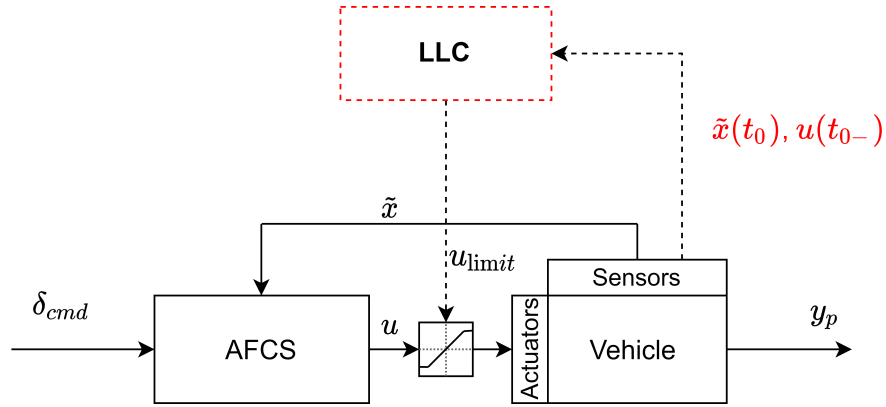 LLC
x̃(t₀), u(t₀₋)
x̃
u_limit
Sensors
δ_cmd
u
y_p
AFCS
Actuators
Vehicle